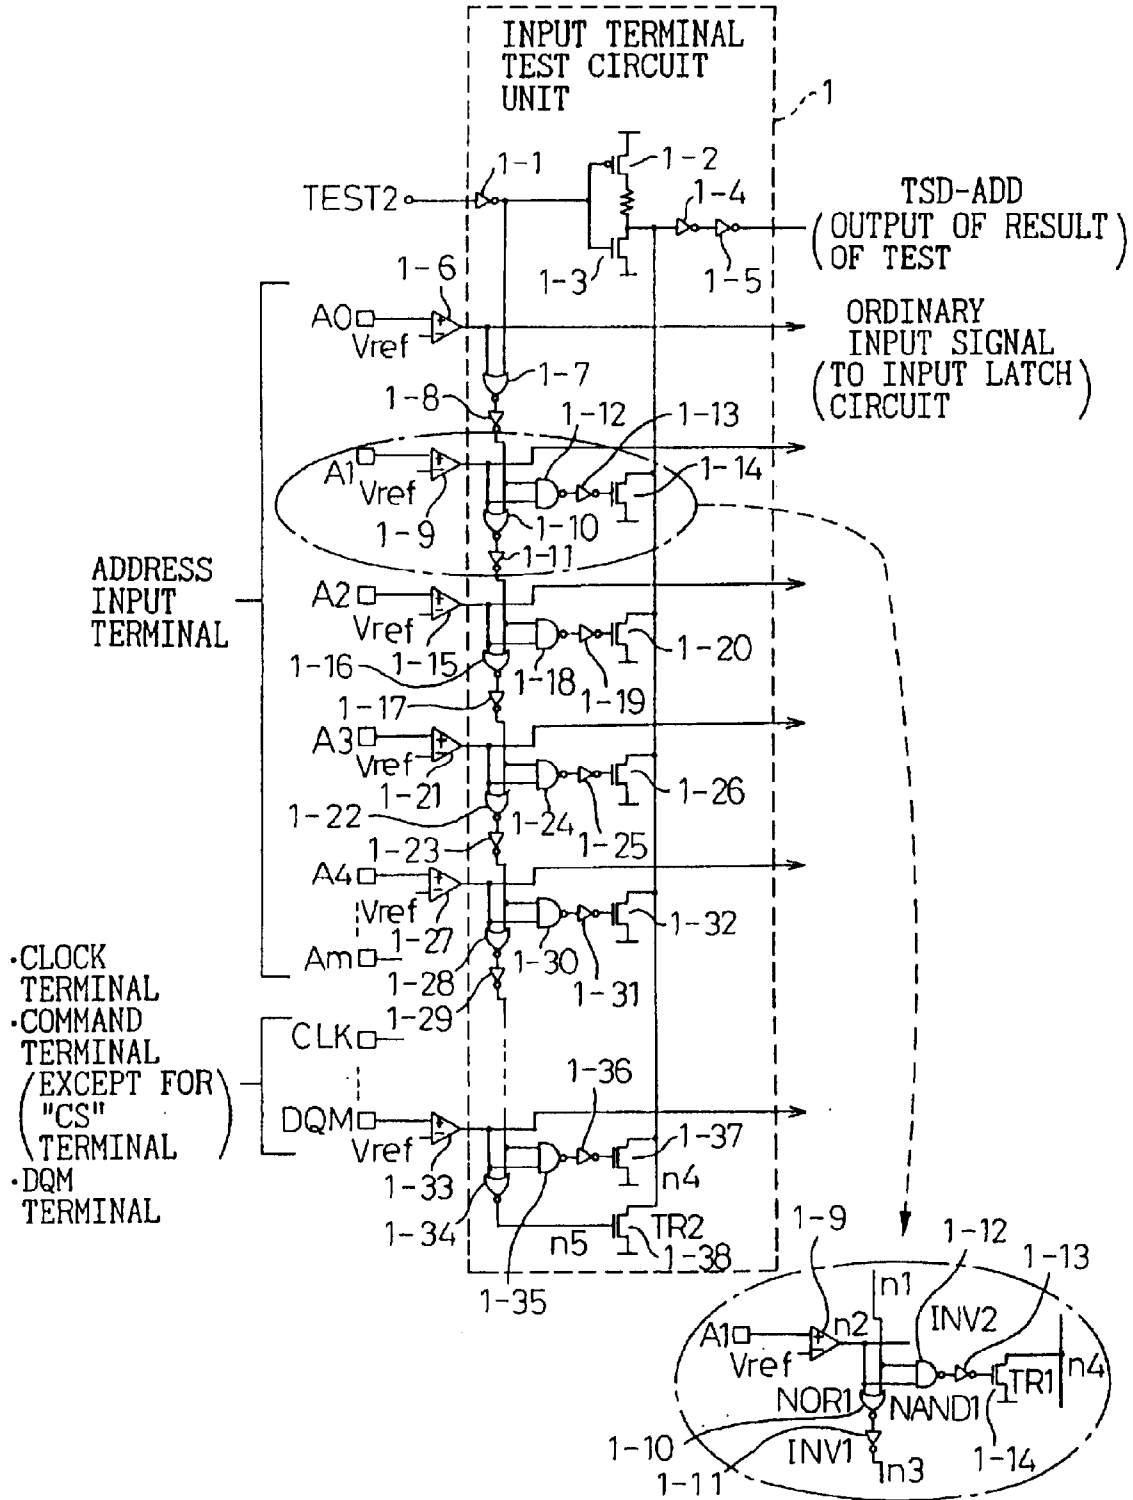 INPUT TERMINAL
TEST CIRCUIT
UNIT
1
1-1
1-2
TEST2
1-4
TSD-ADD
(OUTPUT OF RESULT
OF TEST)
1-3
1-5
1-6
A0
Vref
ORDINARY
INPUT SIGNAL
(TO INPUT LATCH
CIRCUIT)
1-7
1-8
1-12
1-13
A1
Vref
1-14
1-9
1-10
1-11
ADDRESS
INPUT
TERMINAL
A2
Vref
1-15
1-16
1-18
1-20
1-17
1-19
A3
Vref
1-21
1-26
1-22
1-24
1-23
1-25
A4
Vref
1-27
1-32
Am
1-30
1-28
1-31
1-29
·CLOCK
TERMINAL
·COMMAND
TERMINAL
(EXCEPT FOR
"CS"
TERMINAL)
·DQM
TERMINAL
CLK
1-36
DQM
Vref
1-37
1-33
n4
1-34
TR2
n5
1-38
1-35
1-9
1-12
1-13
n1
A1
n2
INV2
Vref
n4
TR1
NOR1
NAND1
1-10
INV1
1-14
1-11
n3